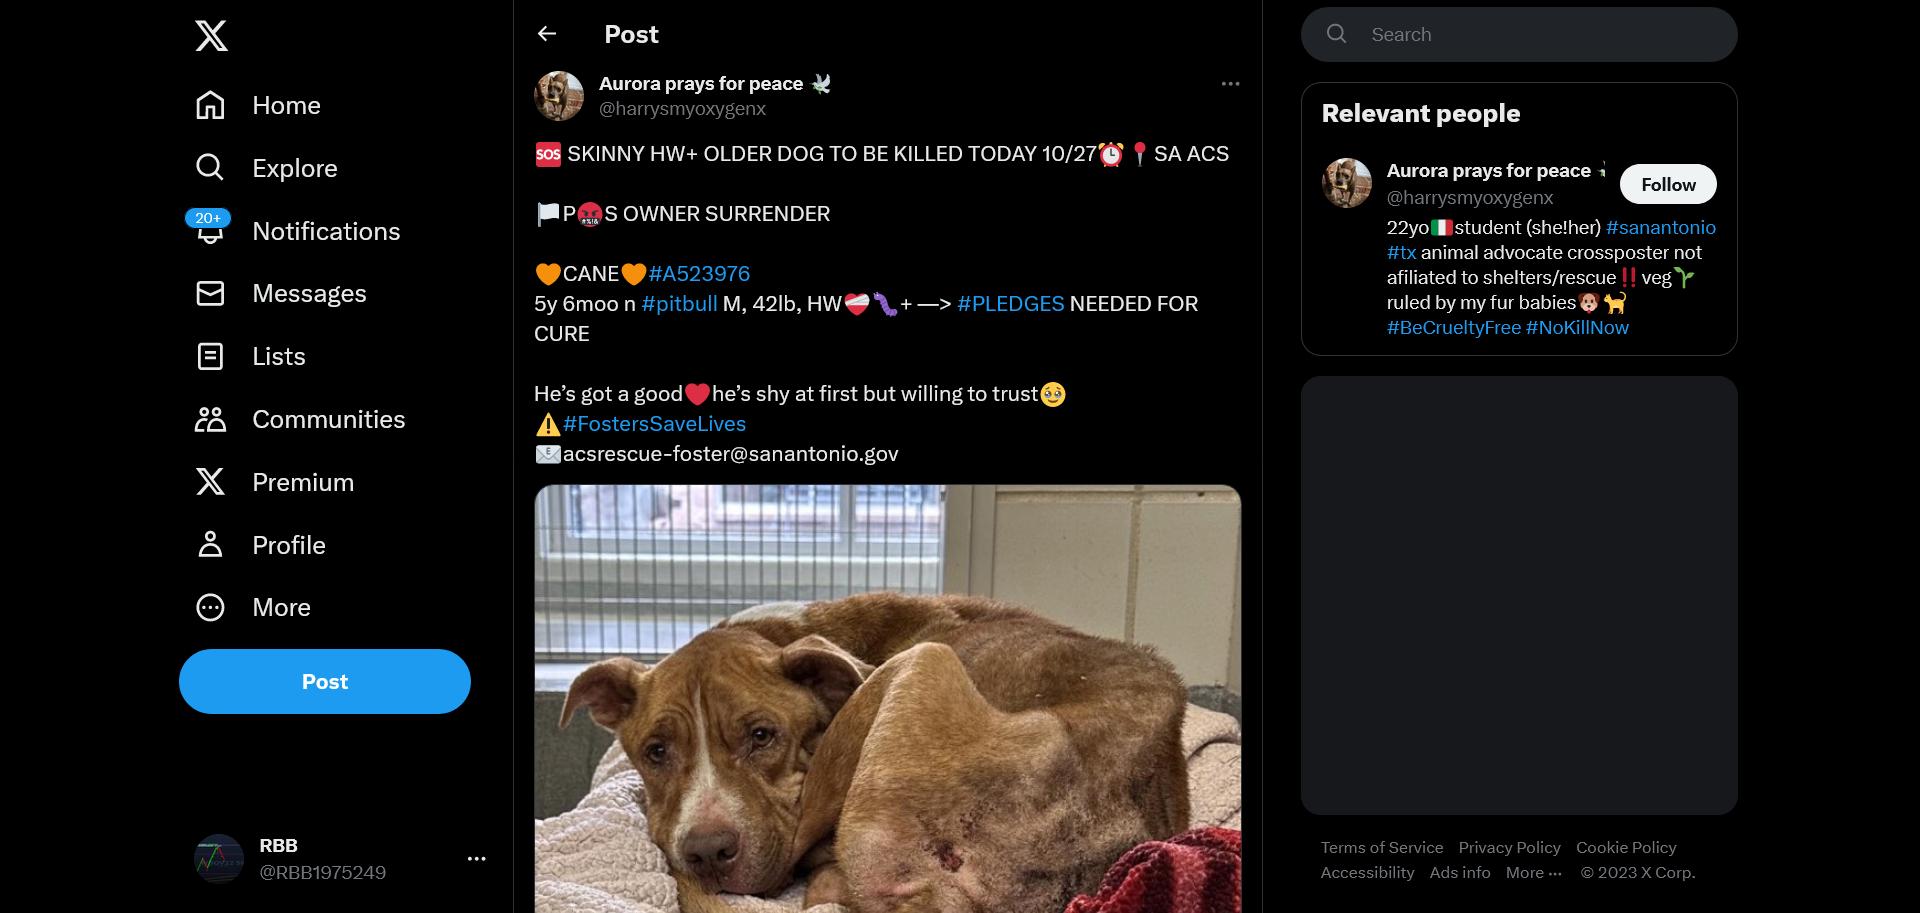 Home
Explore
20+
Notifications
Messages
Lists
Communities
Premium
Profile
More
Post
RBB
@RBB1975249
Post
Aurora prays for peace 🕊
@harrysmyoxygenx
🆘 SKINNY HW+ OLDER DOG TO BE KILLED TODAY 10/27⏰📍SA ACS
🏳P🤬S OWNER SURRENDER
🧡CANE🧡#A523976
5y 6moo n #pitbull M, 42lb, HW❤️‍🩹🐛+ —> #PLEDGES NEEDED FOR
CURE
He’s got a good❤️he’s shy at first but willing to trust🥹
⚠️#FostersSaveLives
📧acsrescue-foster@sanantonio.gov
Search
Relevant people
Aurora prays for peace
@harrysmyoxygenx
Follow
22yo🇮🇹student (she!her) #sanantonio
#tx animal advocate crossposter not
afiliated to shelters/rescue‼️veg🌱
ruled by my fur babies🐶🐈
#BeCrueltyFree #NoKillNow
Terms of Service Privacy Policy Cookie Policy
Accessibility Ads info More ··· © 2023 X Corp.